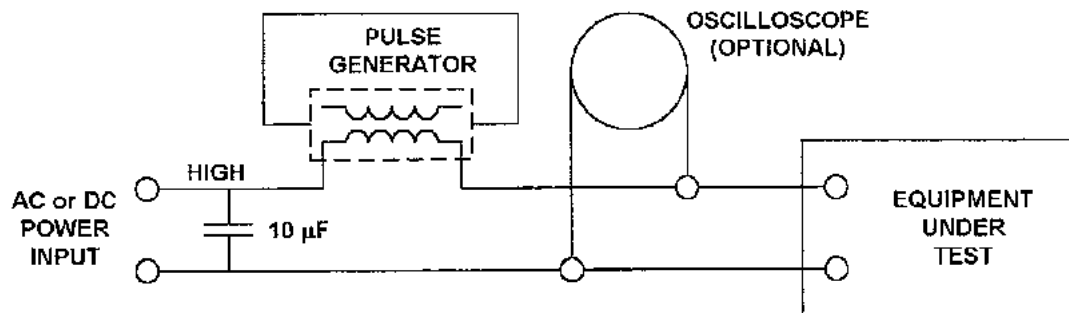 PULSE
GENERATOR
OSCILLOSCOPE
(OPTIONAL)
HIGH
AC or DC
POWER
INPUT
10 µF
EQUIPMENT
UNDER
TEST